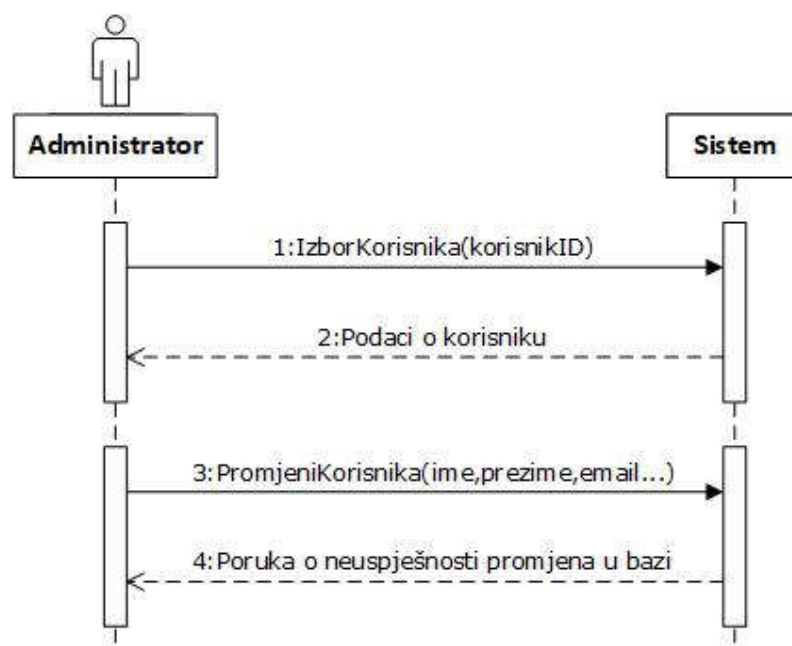 Administrator
Sistem
1:IzborKorisnika(korisnikID)
2:Podaci o korisniku
3:PromjeniKorisnika(ime,prezime,email...)
4:Poruka o neuspješnosti promjena u bazi